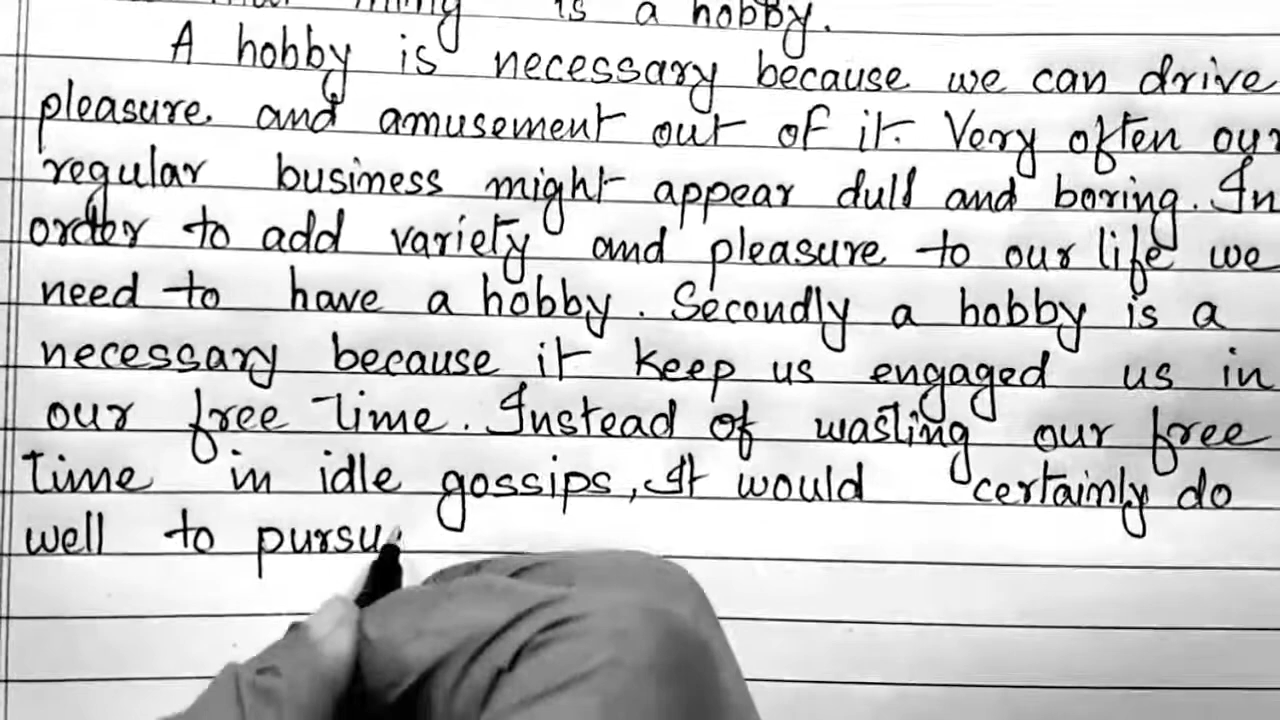 is a hobby.
A hobby is necessary because we can drive
pleasure and amusement out of it. Very often our
regular business might appear dull and boring. In
order to add variety and pleasure to our life we
need to have a hobby. Secondly a hobby is a
necessary because it keep us engaged us in
our free time. Instead of wasting our free
time in idle gossips, It would certainly do
well to pursu